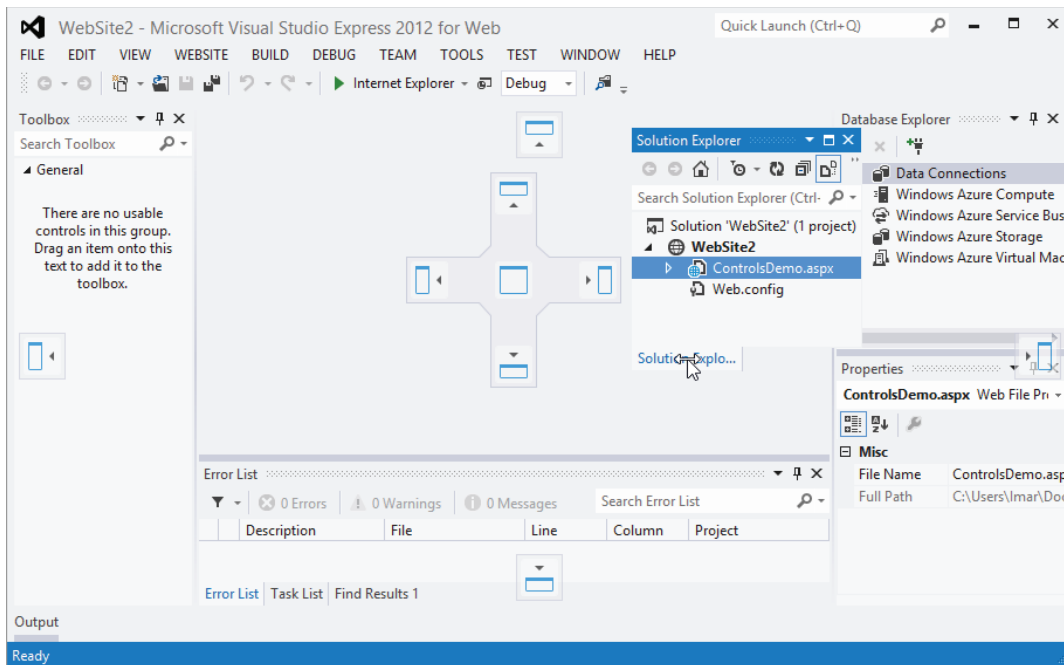 WebSite2 - Microsoft Visual Studio Express 2012 for Web
Quick Launch (Ctrl+Q)
FILE EDIT VIEW WEBSITE BUILD DEBUG TEAM TOOLS TEST WINDOW HELP
Internet Explorer Debug
Toolbox
Search Toolbox
General
There are no usable
controls in this group.
Drag an item onto this
text to add it to the
toolbox.
Solution Explorer
Search Solution Explorer (Ctrl-
Solution 'WebSite2' (1 project)
WebSite2
ControlsDemo.aspx
Web.config
Solution Explo...
Database Explorer
Data Connections
Windows Azure Compute
Windows Azure Service Bus
Windows Azure Storage
Windows Azure Virtual Mac
Properties
ControlsDemo.aspx Web File Pr
Misc
File Name ControlsDemo.asp
Full Path C:\Users\Imar\Doc
Error List
0 Errors 0 Warnings 0 Messages Search Error List
Description File Line Column Project
Error List Task List Find Results 1
Output
Ready